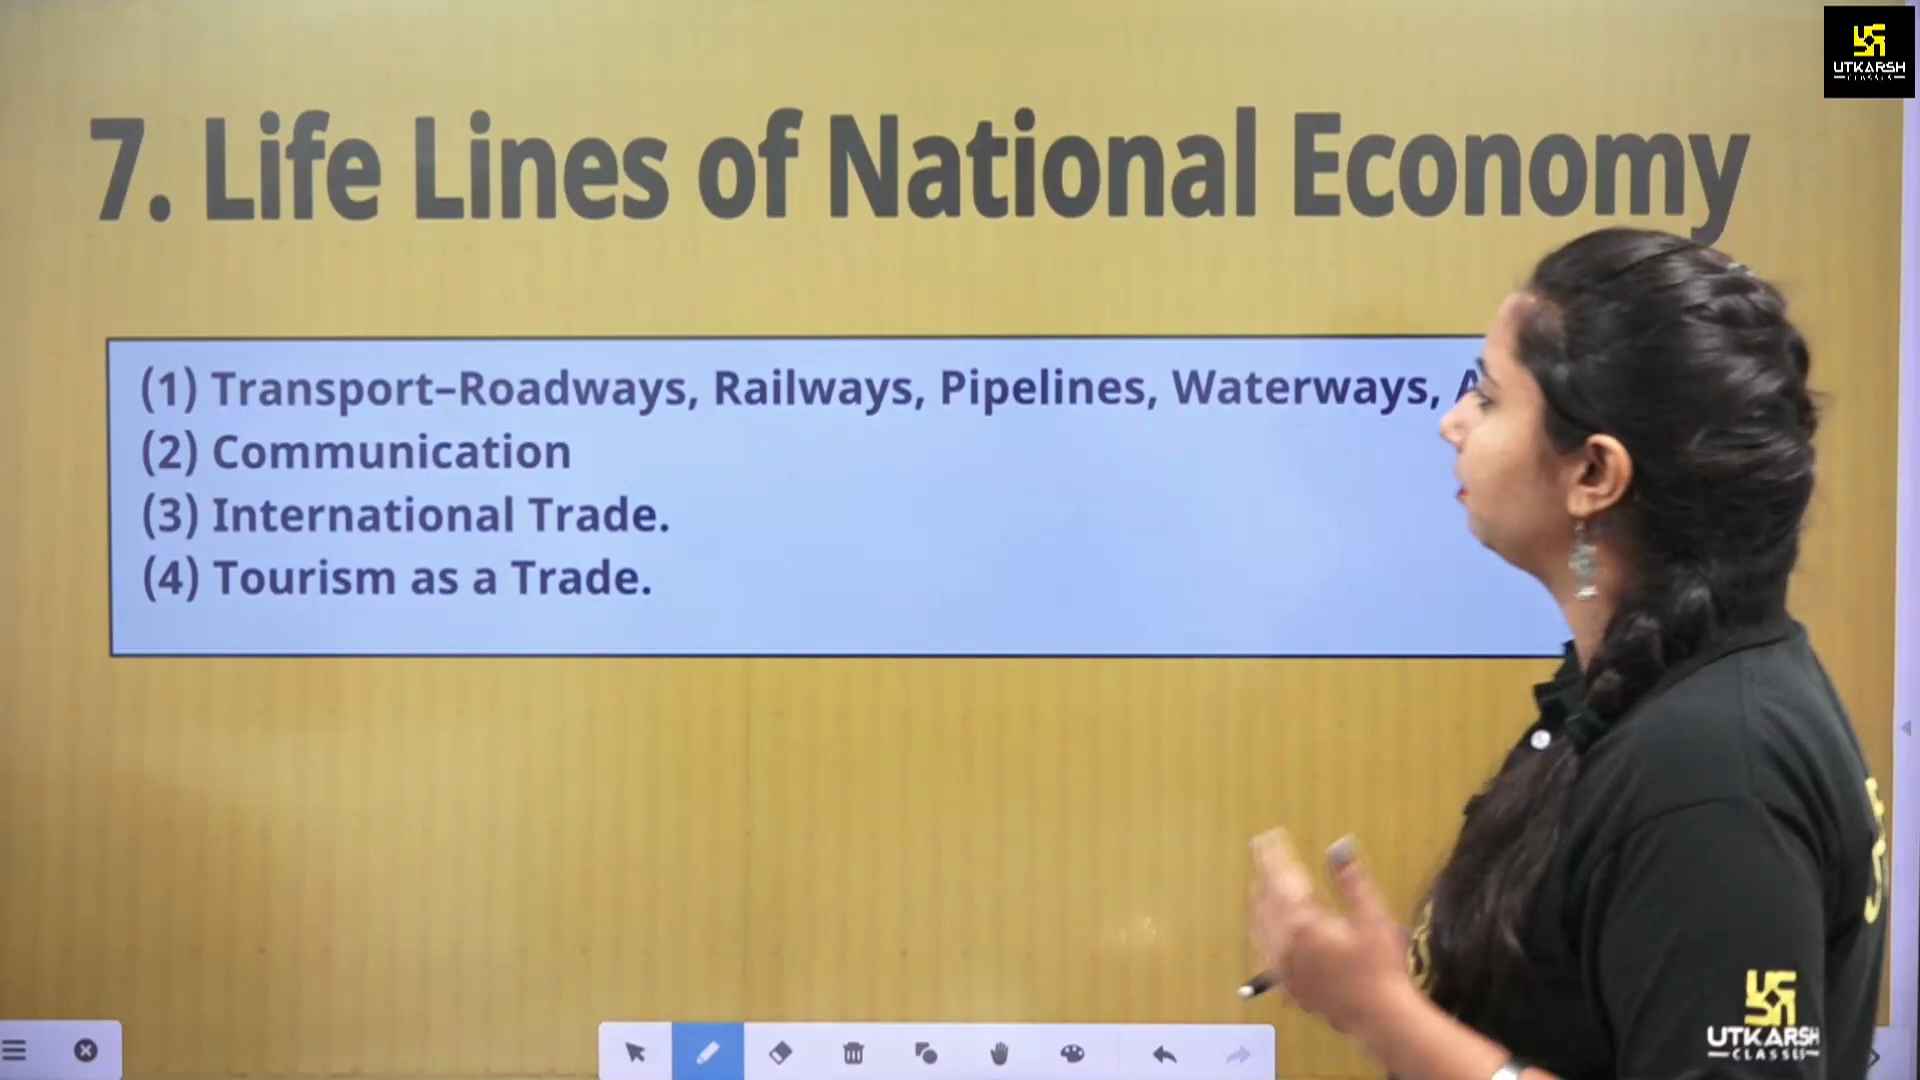 UTKARSH
CLASSES
7. Life Lines of National Economy
(1) Transport–Roadways, Railways, Pipelines, Waterways,
(2) Communication
(3) International Trade.
(4) Tourism as a Trade.
UTKARSH
CLASSES